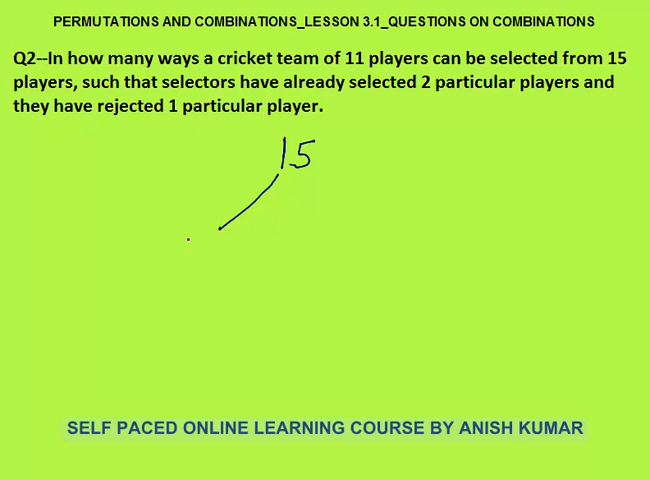 PERMUTATIONS AND COMBINATIONS_LESSON 3.1_QUESTIONS ON COMBINATIONS
Q2--In how many ways a cricket team of 11 players can be selected from 15
players, such that selectors have already selected 2 particular players and
they have rejected 1 particular player.
15
SELF PACED ONLINE LEARNING COURSE BY ANISH KUMAR